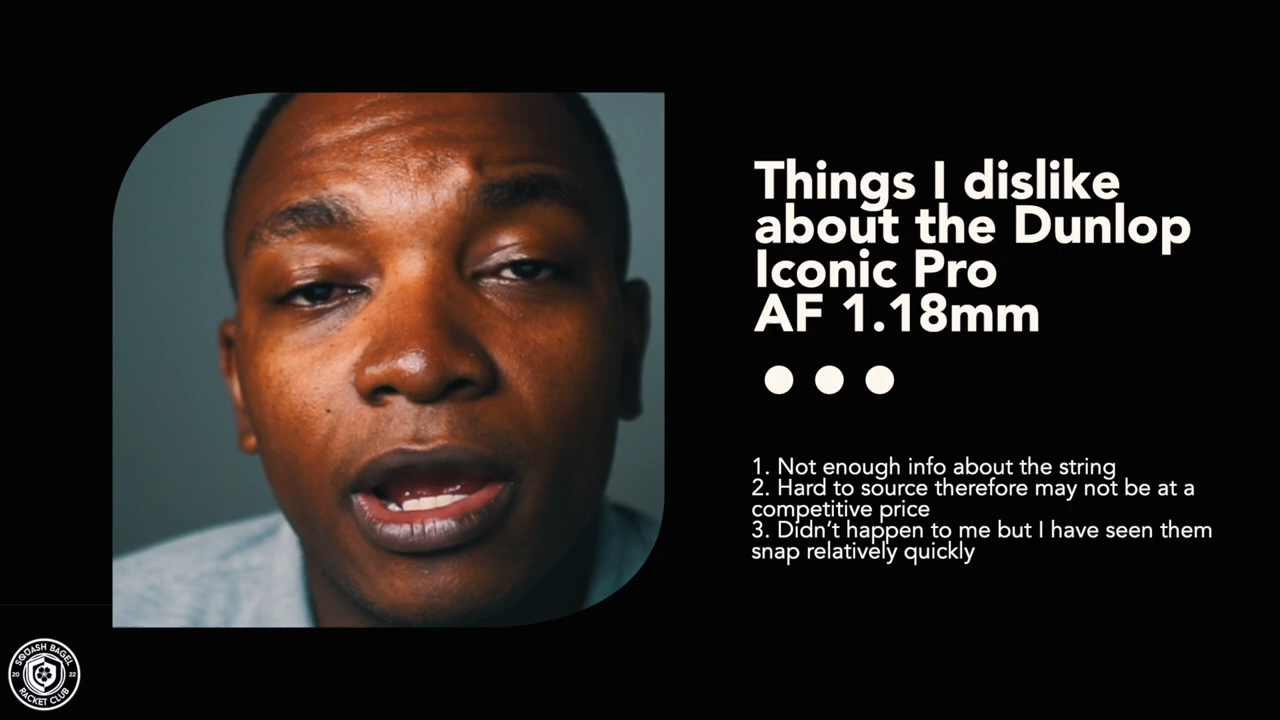 Things I dislike
about the Dunlop
Iconic Pro
AF 1.18mm
1. Not enough info about the string
2. Hard to source therefore may not be at a
competitive price
3. Didn't happen to me but I have seen them
snap relatively quickly
SQUASH BAGEL
20 22
RACKET CLUB